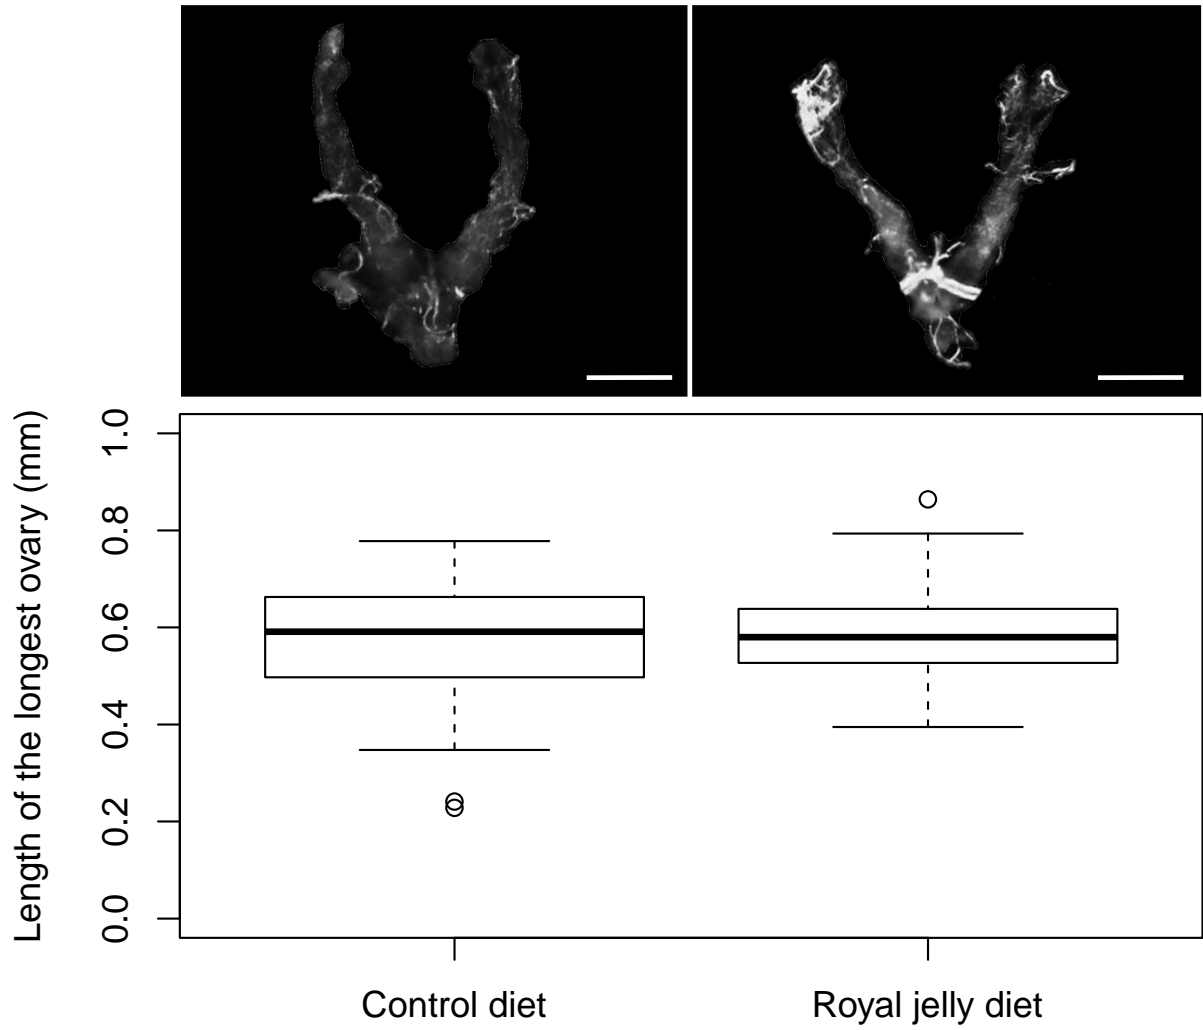 Length of the longest ovary (mm)
1.0
0.8
0.6
0.4
0.2
0.0
Control diet
Royal jelly diet